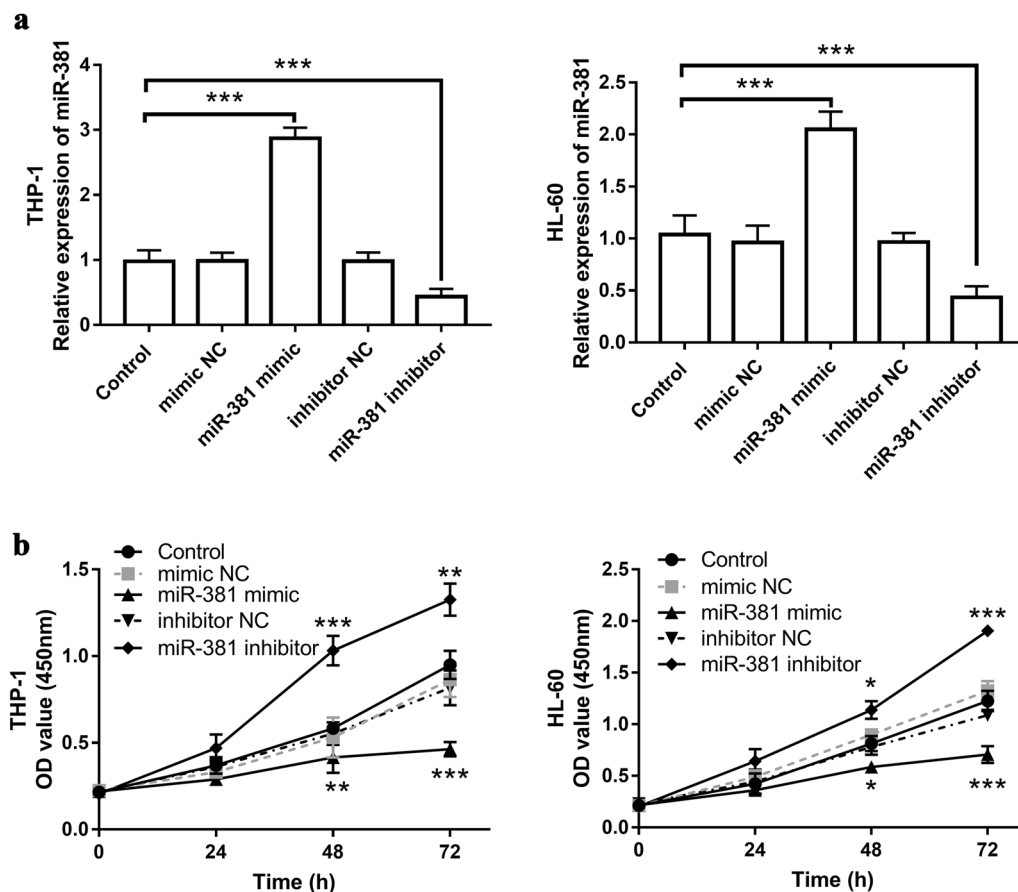 a
THP-1
Relative expression of miR-381
4
3
2
1
0
***
***
Control
mimic NC
miR-381 mimic
inhibitor NC
miR-381 inhibitor
HL-60
Relative expression of miR-381
2.5
2.0
1.5
1.0
0.5
0.0
***
***
Control
mimic NC
miR-381 mimic
inhibitor NC
miR-381 inhibitor
b
THP-1
OD value (450nm)
1.5
1.0
0.5
0.0
Control
mimic NC
miR-381 mimic
inhibitor NC
miR-381 inhibitor
***
**
**
***
0 24 48 72
Time (h)
HL-60
OD value (450nm)
2.5
2.0
1.5
1.0
0.5
0.0
Control
mimic NC
miR-381 mimic
inhibitor NC
miR-381 inhibitor
***
*
*
***
0 24 48 72
Time (h)